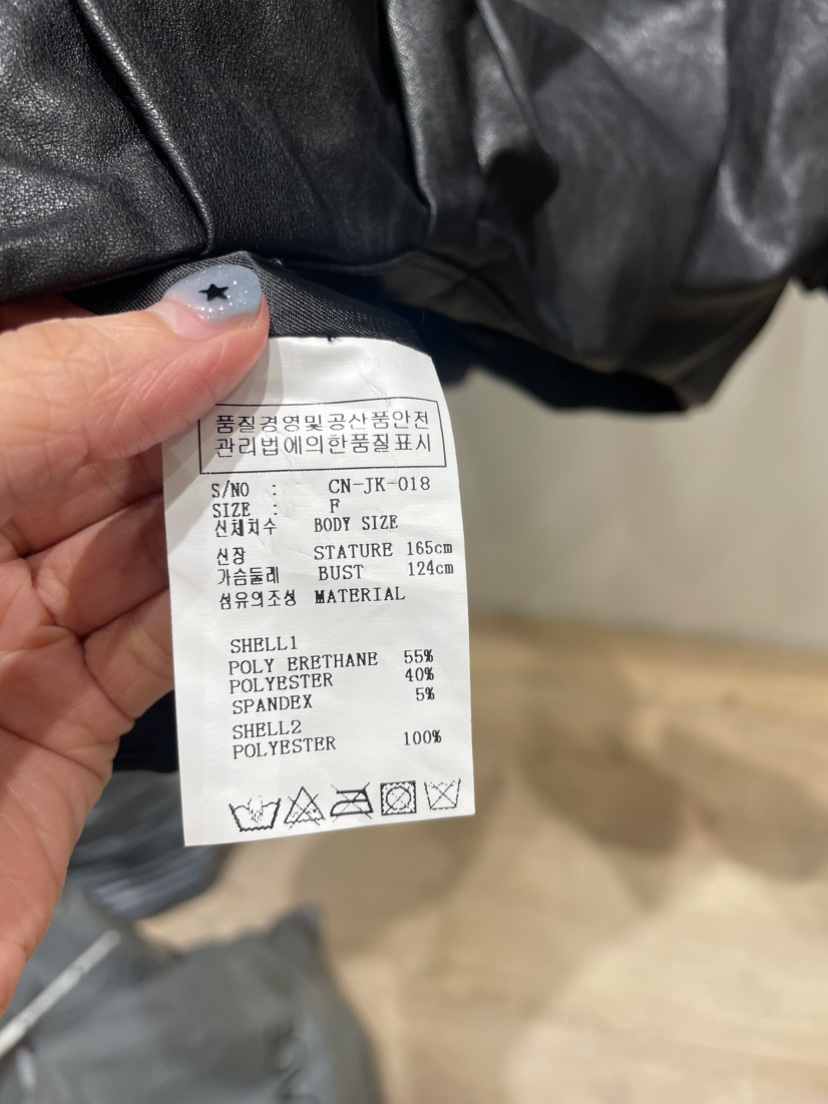 품질경영및공산품안전
관리법에의한품질표시
S/NO : CN-JK-018
SIZE : F
신체치수 BODY SIZE
신장 STATURE 165cm
가슴둘레 BUST 124cm
섬유의조성 MATERIAL
SHELL1
POLY ERETHANE 55%
POLYESTER 40%
SPANDEX 5%
SHELL2
POLYESTER 100%